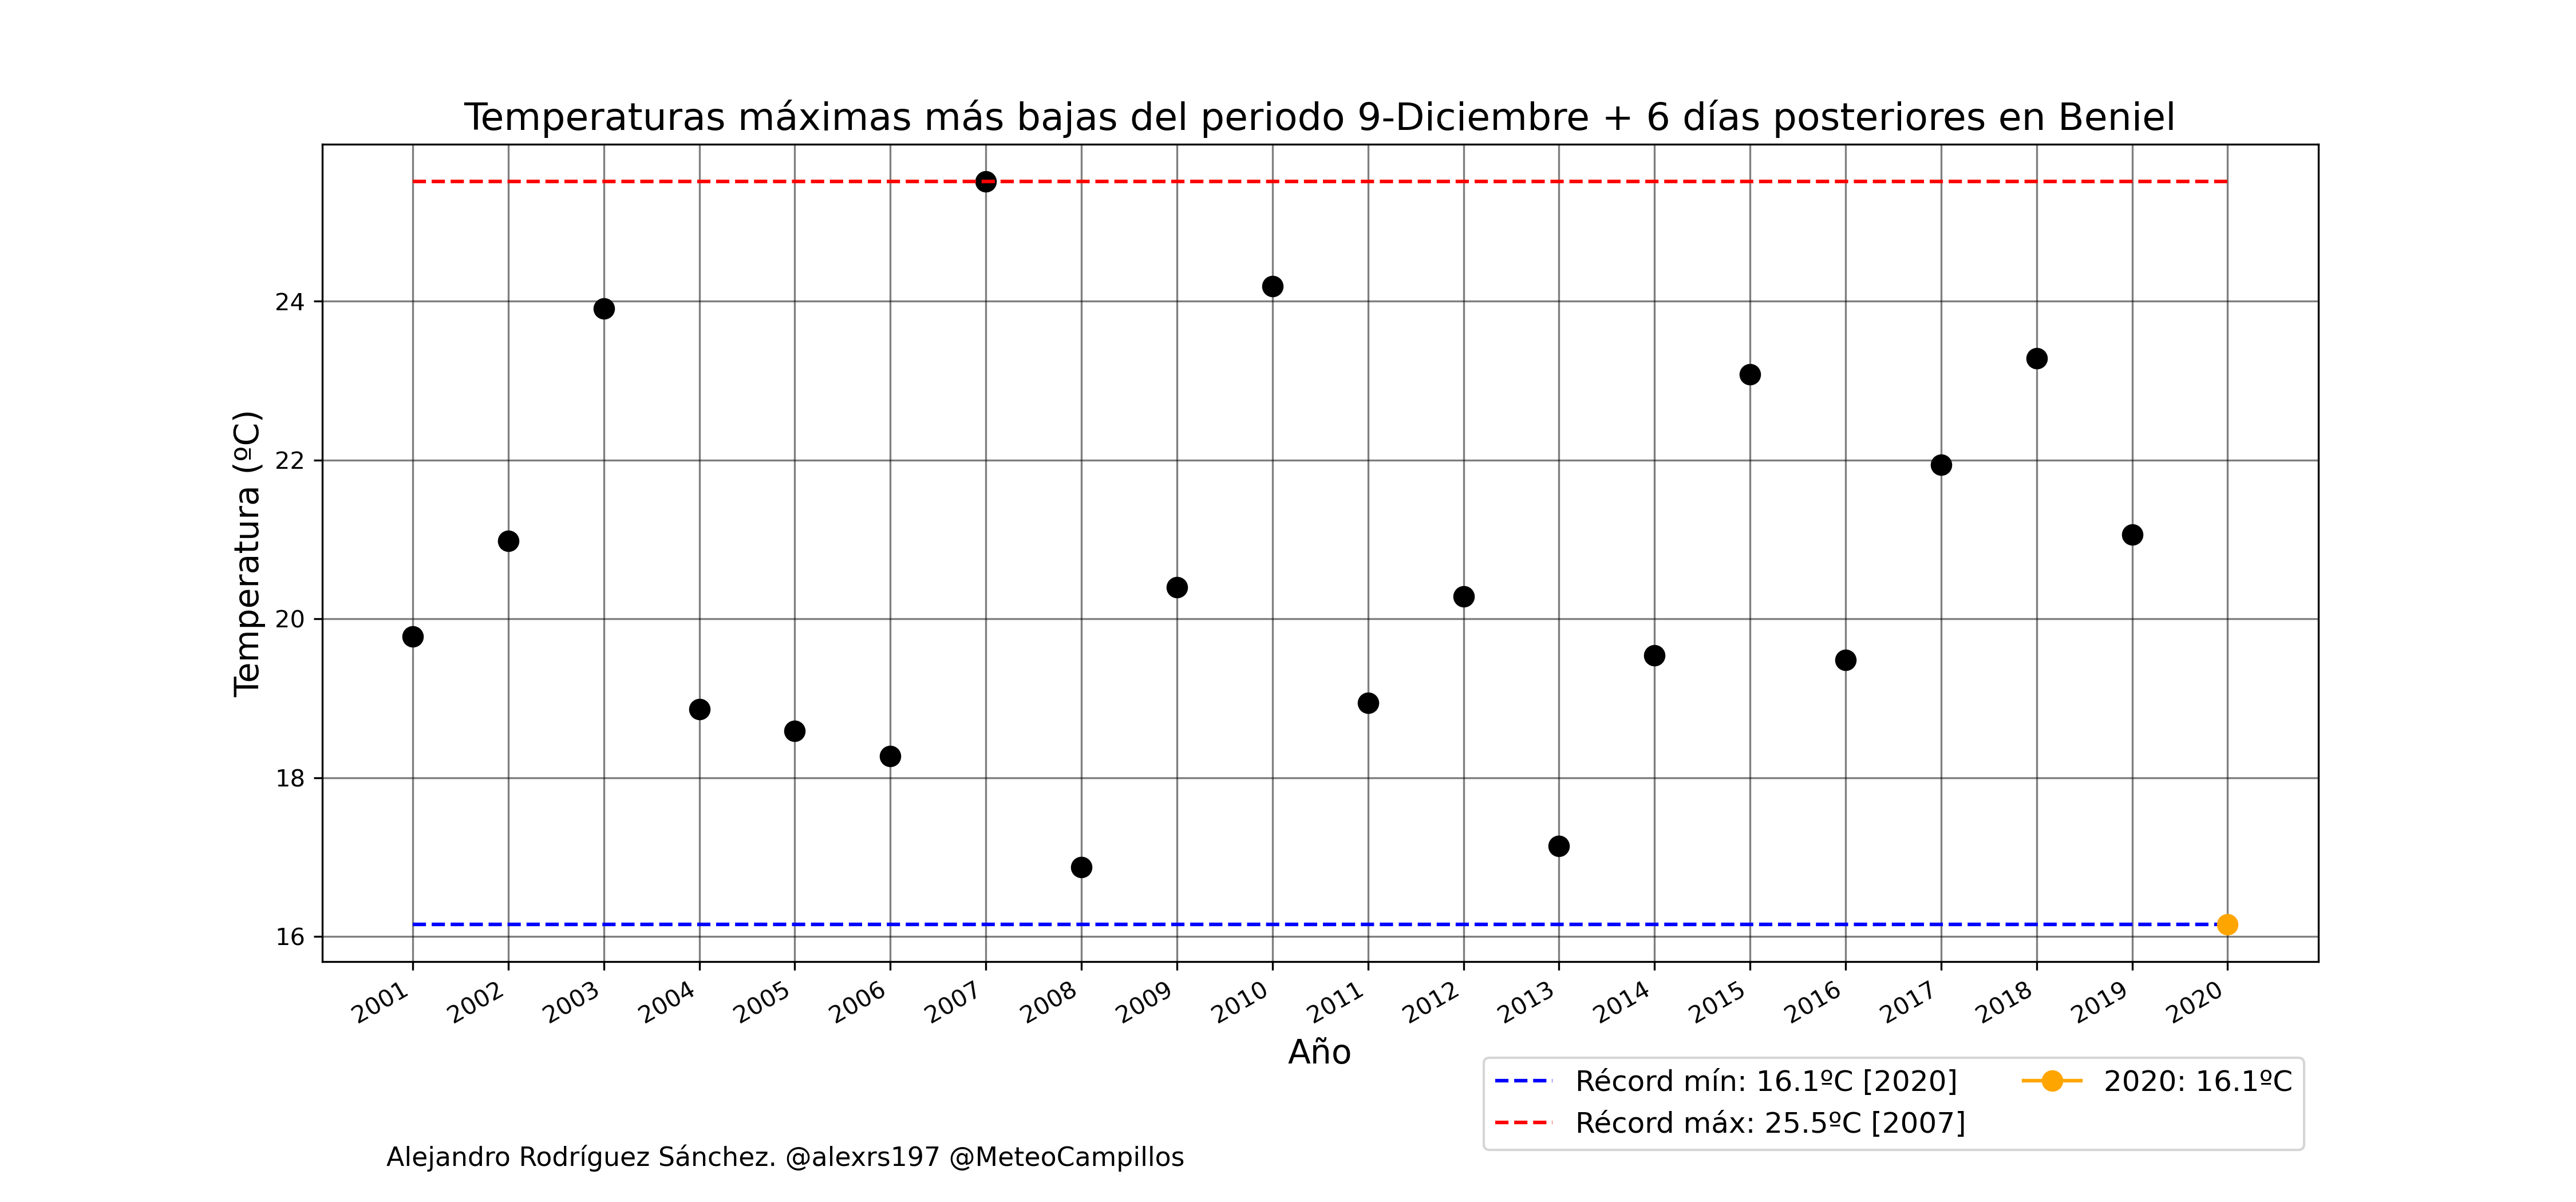 Temperaturas máximas más bajas del periodo 9-Diciembre + 6 días posteriores en Beniel
Temperatura (ºC)
24
22
20
18
16
2001 2002 2003 2004 2005 2006 2007 2008 2009 2010 2011 2012 2013 2014 2015 2016 2017 2018 2019 2020
Año
Récord mín: 16.1ºC [2020]
Récord máx: 25.5ºC [2007]
2020: 16.1ºC
Alejandro Rodríguez Sánchez. @alexrs197 @MeteoCampillos